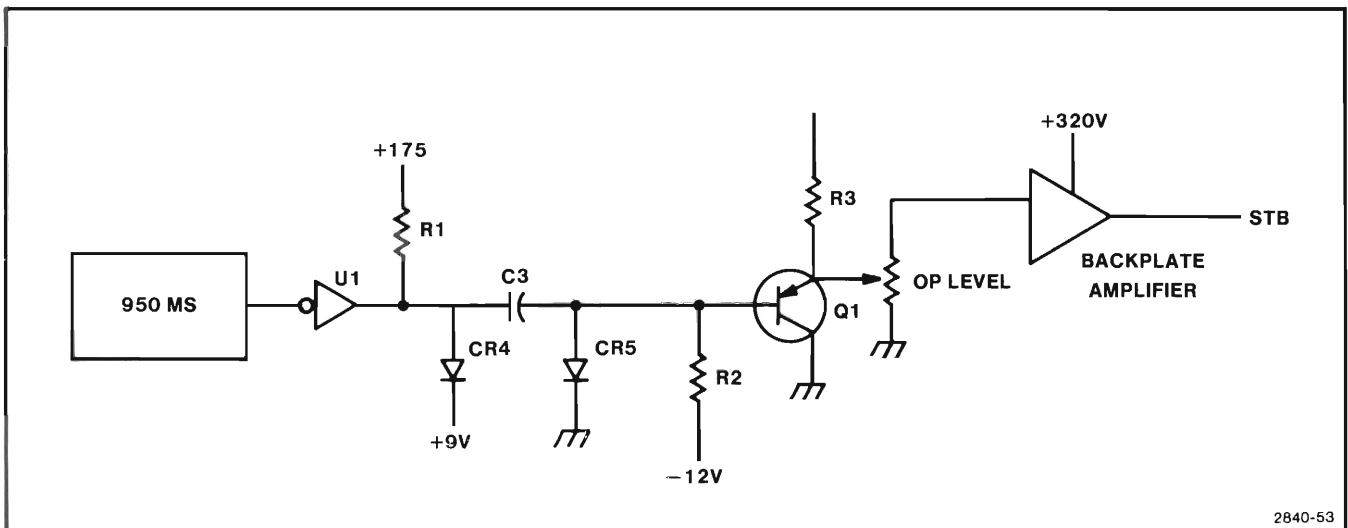 +175
R1
950 MS
U1
C3
CR4
CR5
+9V
R2
−12V
R3
Q1
OP LEVEL
+320V
BACKPLATE
AMPLIFIER
STB
2840-53